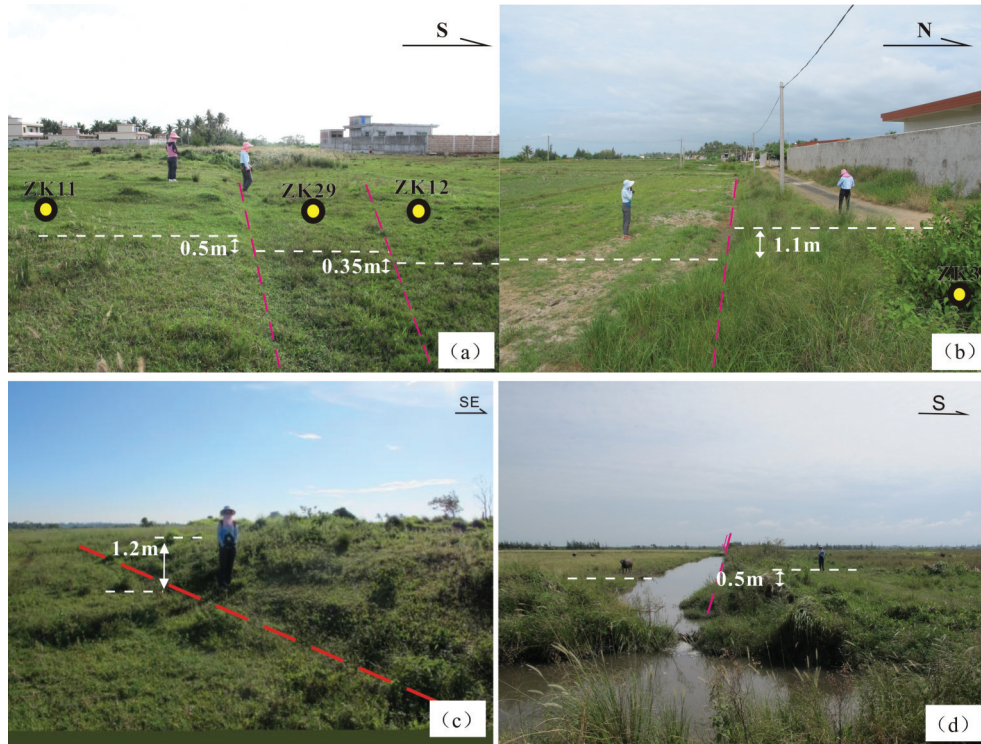 S
ZK11
ZK29
ZK12
0.5m
0.35m
(a)
N
1.1m
ZK3
(b)
SE
1.2m
(c)
S
0.5m
(d)